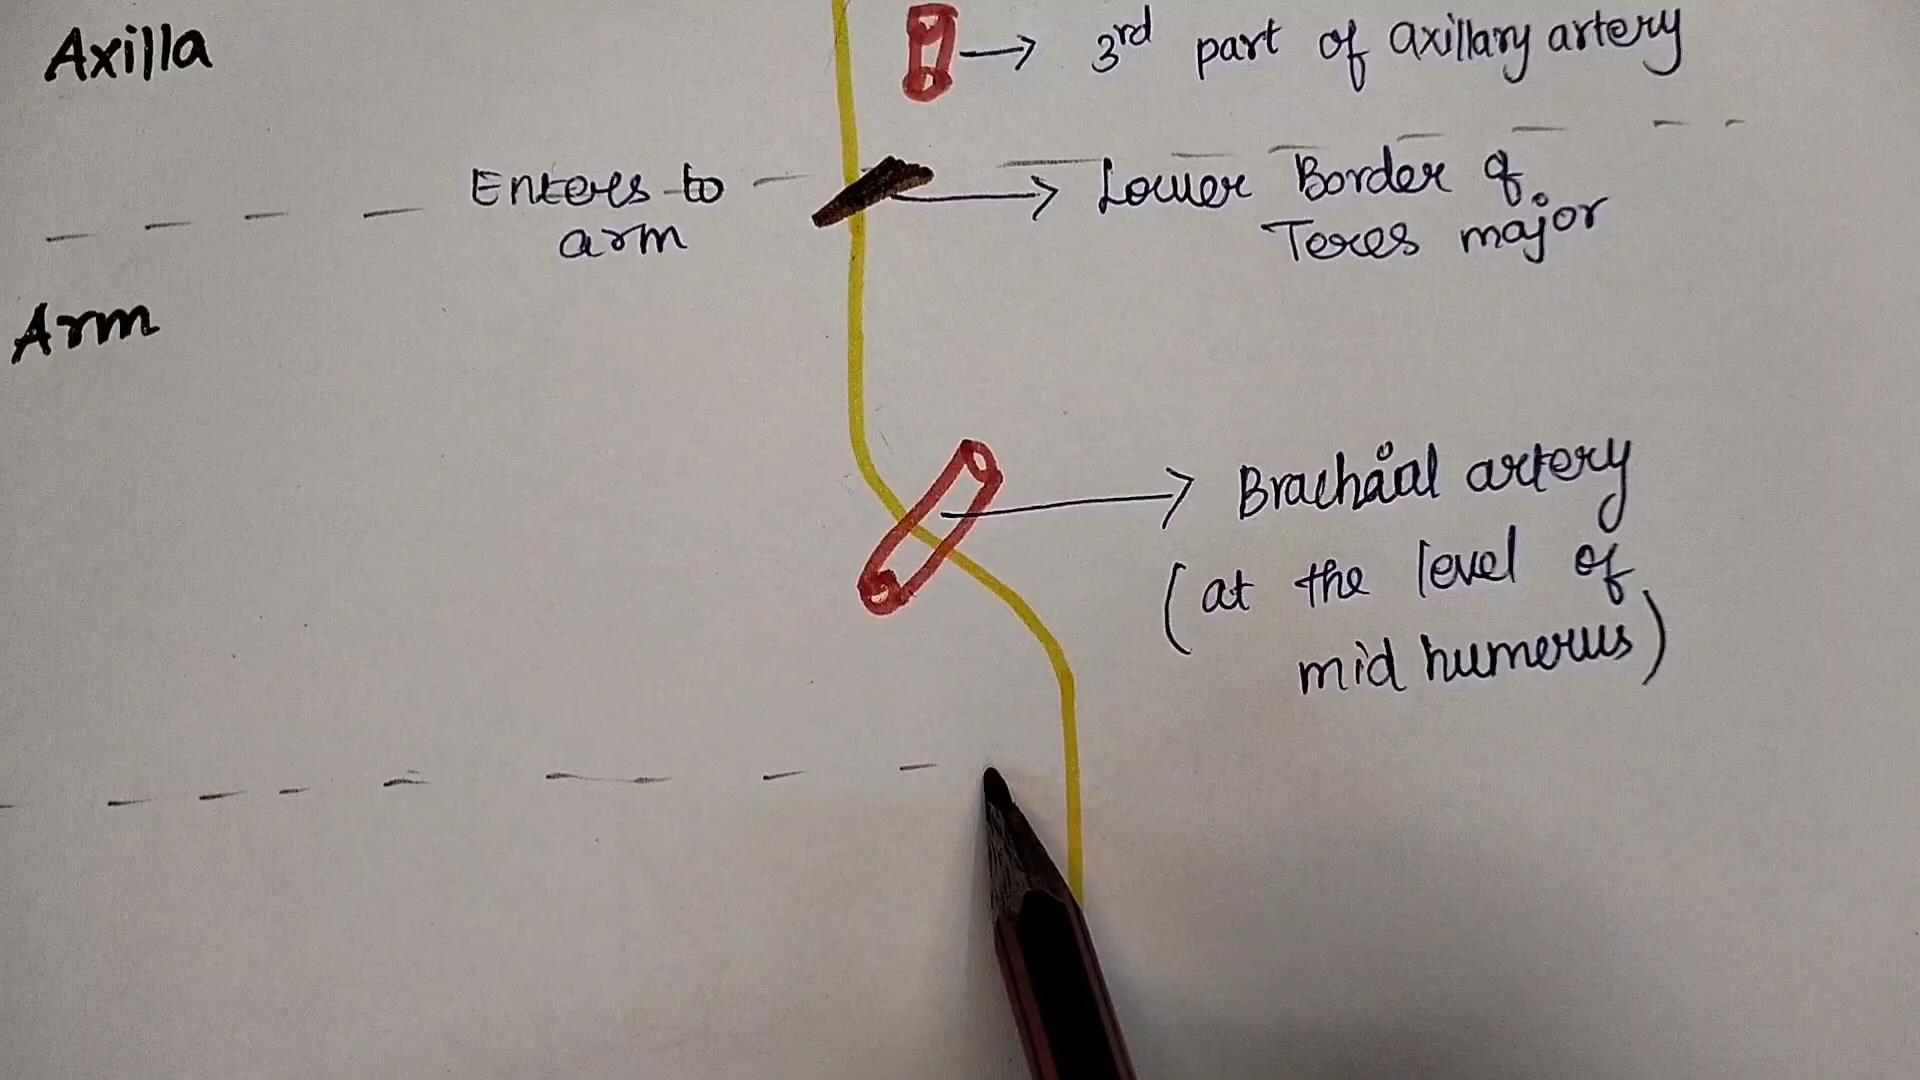 Axilla
3rd part of axillary artery
Enters to
arm
Lower Border of
Teres major
Arm
Brachial artery
(at the level of
mid humerus)